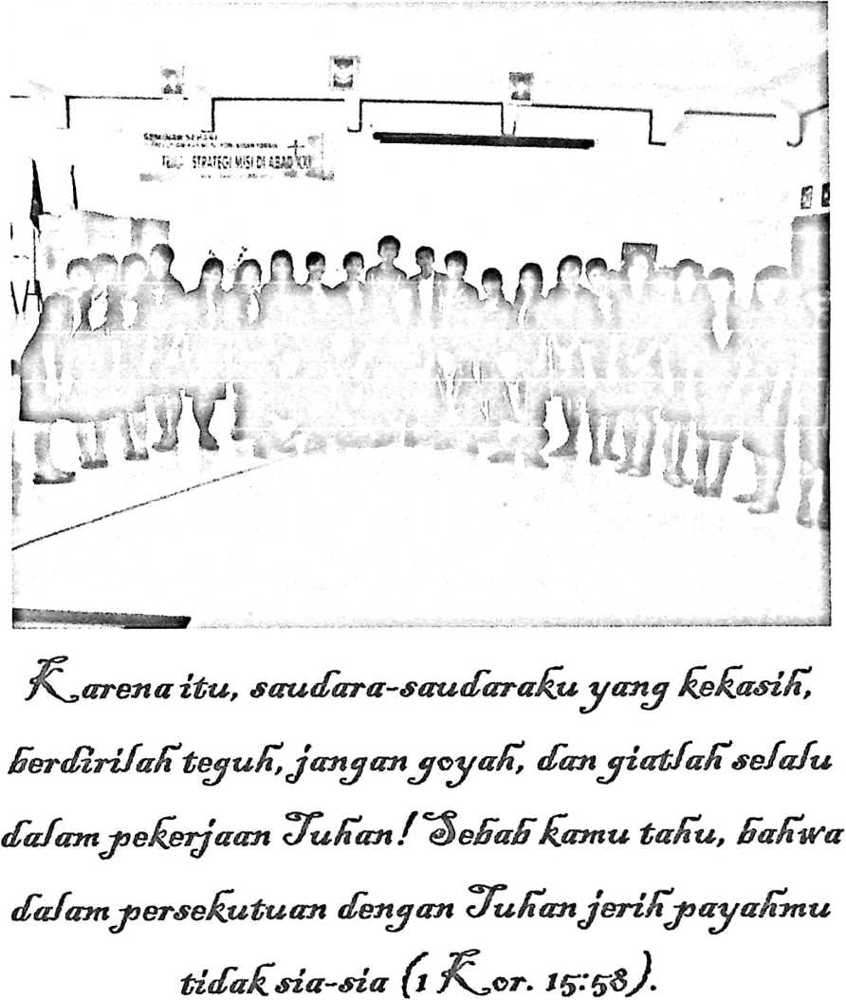 SEMINAR SEHARI
TEMA: STRATEGI MISI DI ABAD XXI
Karena itu, saudara-saudaraku yang kekasih,
berdirilah teguh, jangan goyah, dan giatlah selalu
dalam pekerjaan Tuhan! Sebab kamu tahu, bahwa
dalam persekutuan dengan Tuhan jerih payahmu
tidak sia-sia (1 Kor. 15:58).